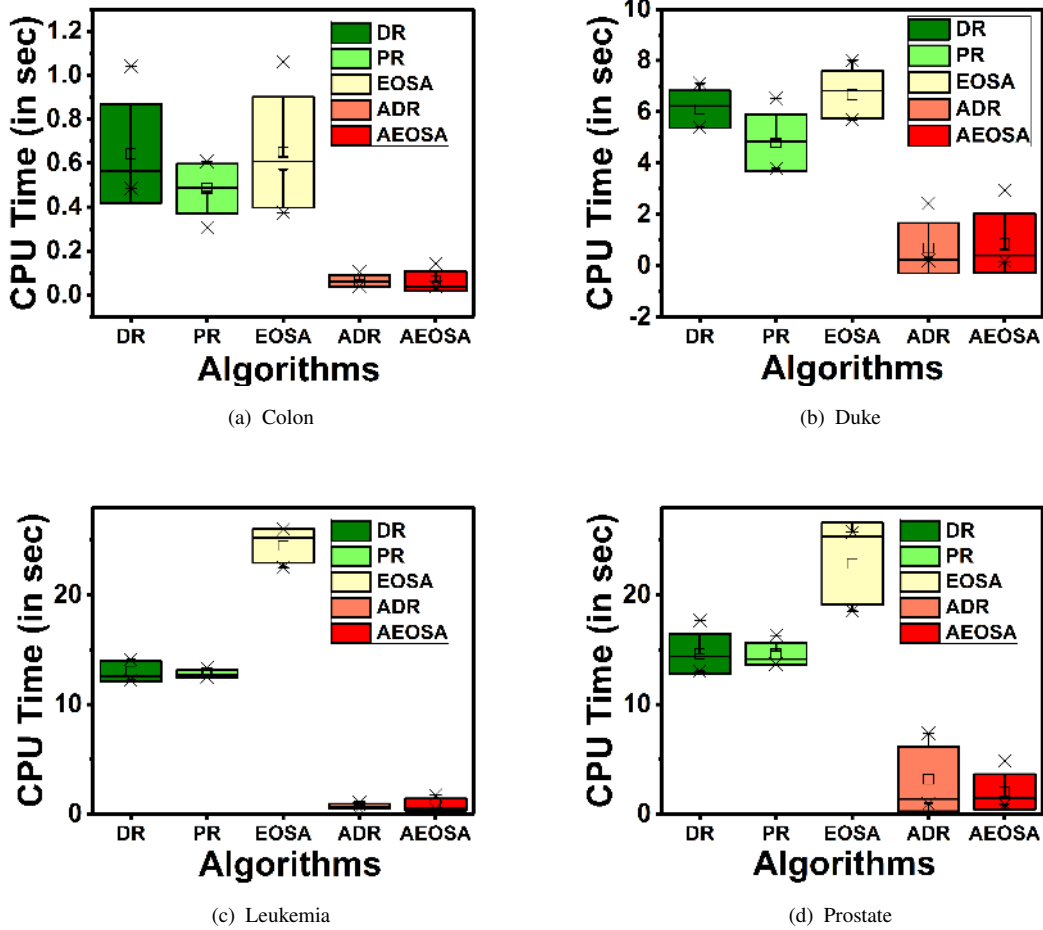 CPU Time (in sec)
1.2
1.0
0.8
0.6
0.4
0.2
0.0
DR
PR
EOSA
ADR
AEOSA
DR PR EOSA ADR AEOSA
Algorithms
(a) Colon
CPU Time (in sec)
10
8
6
4
2
0
-2
DR
PR
EOSA
ADR
AEOSA
DR PR EOSA ADR AEOSA
Algorithms
(b) Duke
CPU Time (in sec)
20
10
0
DR
PR
EOSA
ADR
AEOSA
DR PR EOSA ADR AEOSA
Algorithms
(c) Leukemia
CPU Time (in sec)
20
10
0
DR
PR
EOSA
ADR
AEOSA
DR PR EOSA ADR AEOSA
Algorithms
(d) Prostate